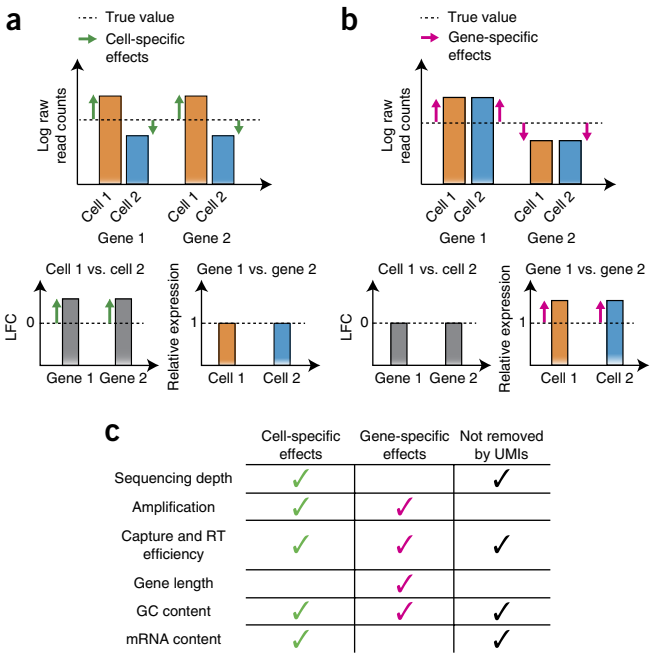 a
True value
Cell-specific
effects
Log raw
read counts
Cell 1
Cell 2
Cell 1
Cell 2
Gene 1
Gene 2
Cell 1 vs. cell 2
LFC
0
Gene 1
Gene 2
Gene 1 vs. gene 2
Relative expression
1
Cell 1
Cell 2
b
True value
Gene-specific
effects
Log raw
read counts
Cell 1
Cell 2
Cell 1
Cell 2
Gene 1
Gene 2
Cell 1 vs. cell 2
LFC
0
Gene 1
Gene 2
Gene 1 vs. gene 2
Relative expression
1
Cell 1
Cell 2
c
Cell-specific
effects
Gene-specific
effects
Not removed
by UMIs
Sequencing depth
Amplification
Capture and RT
efficiency
Gene length
GC content
mRNA content